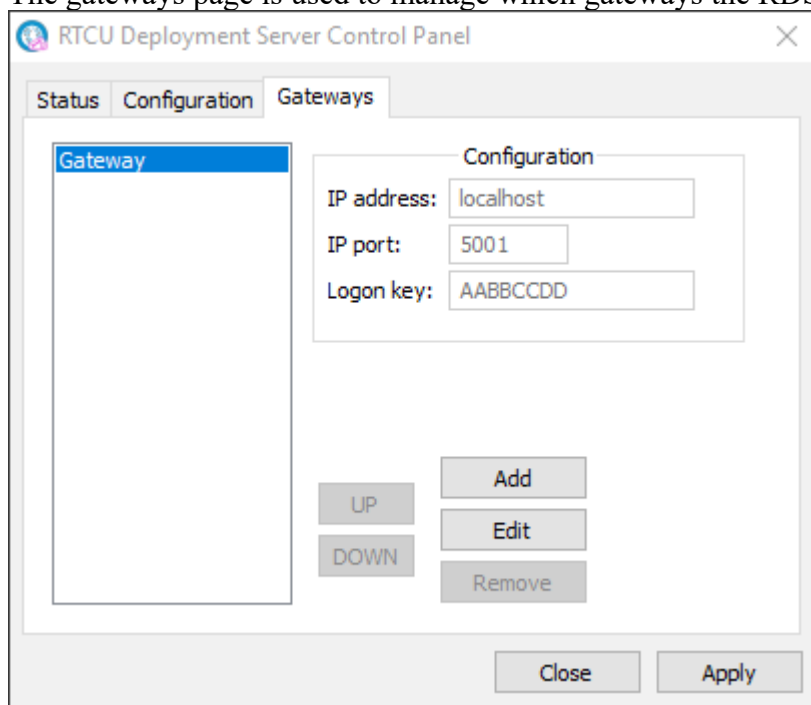 The gateways page is used to manage which gateways the RDS
RTCU Deployment Server Control Panel
Status Configuration Gateways
Gateway
Configuration
IP address: localhost
IP port: 5001
Logon key: AABBCCDD
UP
Add
DOWN
Edit
Remove
Close Apply